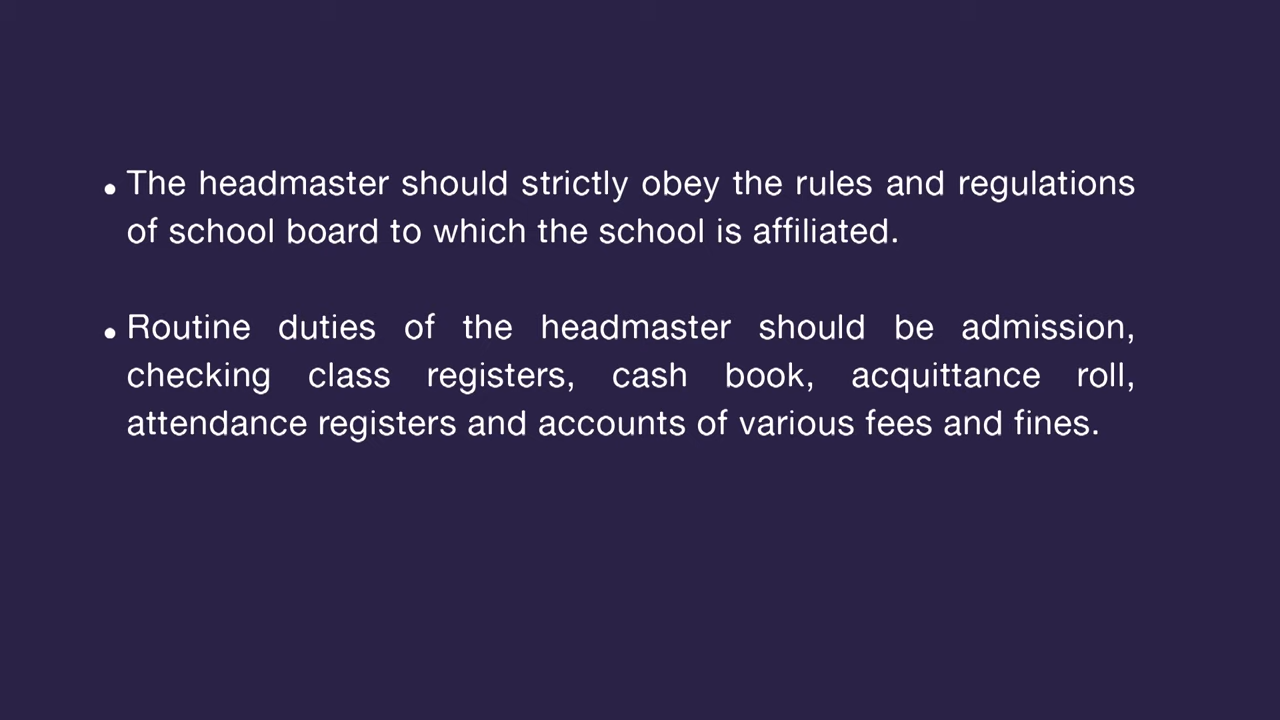 • The headmaster should strictly obey the rules and regulations
of school board to which the school is affiliated.
• Routine duties of the headmaster should be admission,
checking class registers, cash book, acquittance roll,
attendance registers and accounts of various fees and fines.